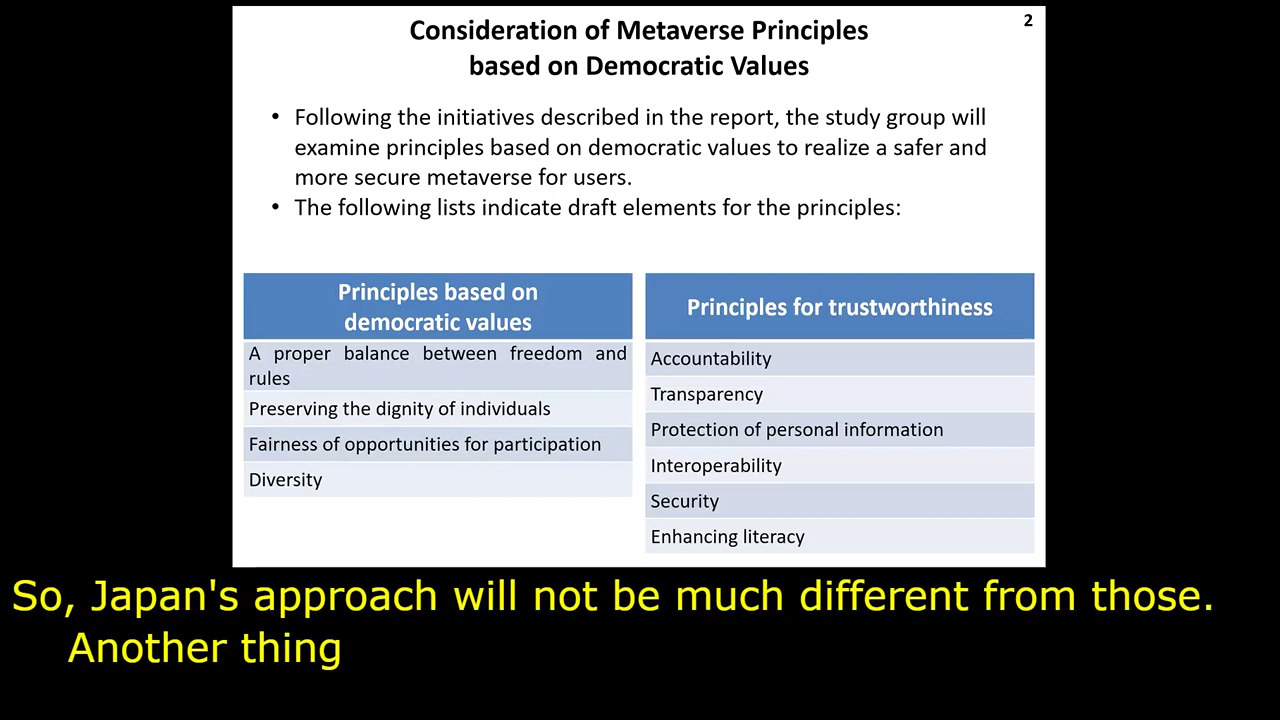 2
Consideration of Metaverse Principles
based on Democratic Values
• Following the initiatives described in the report, the study group will
examine principles based on democratic values to realize a safer and
more secure metaverse for users.
• The following lists indicate draft elements for the principles:
Principles based on
democratic values
A proper balance between freedom and
rules
Preserving the dignity of individuals
Fairness of opportunities for participation
Diversity
Principles for trustworthiness
Accountability
Transparency
Protection of personal information
Interoperability
Security
Enhancing literacy
So, Japan's approach will not be much different from those.
Another thing